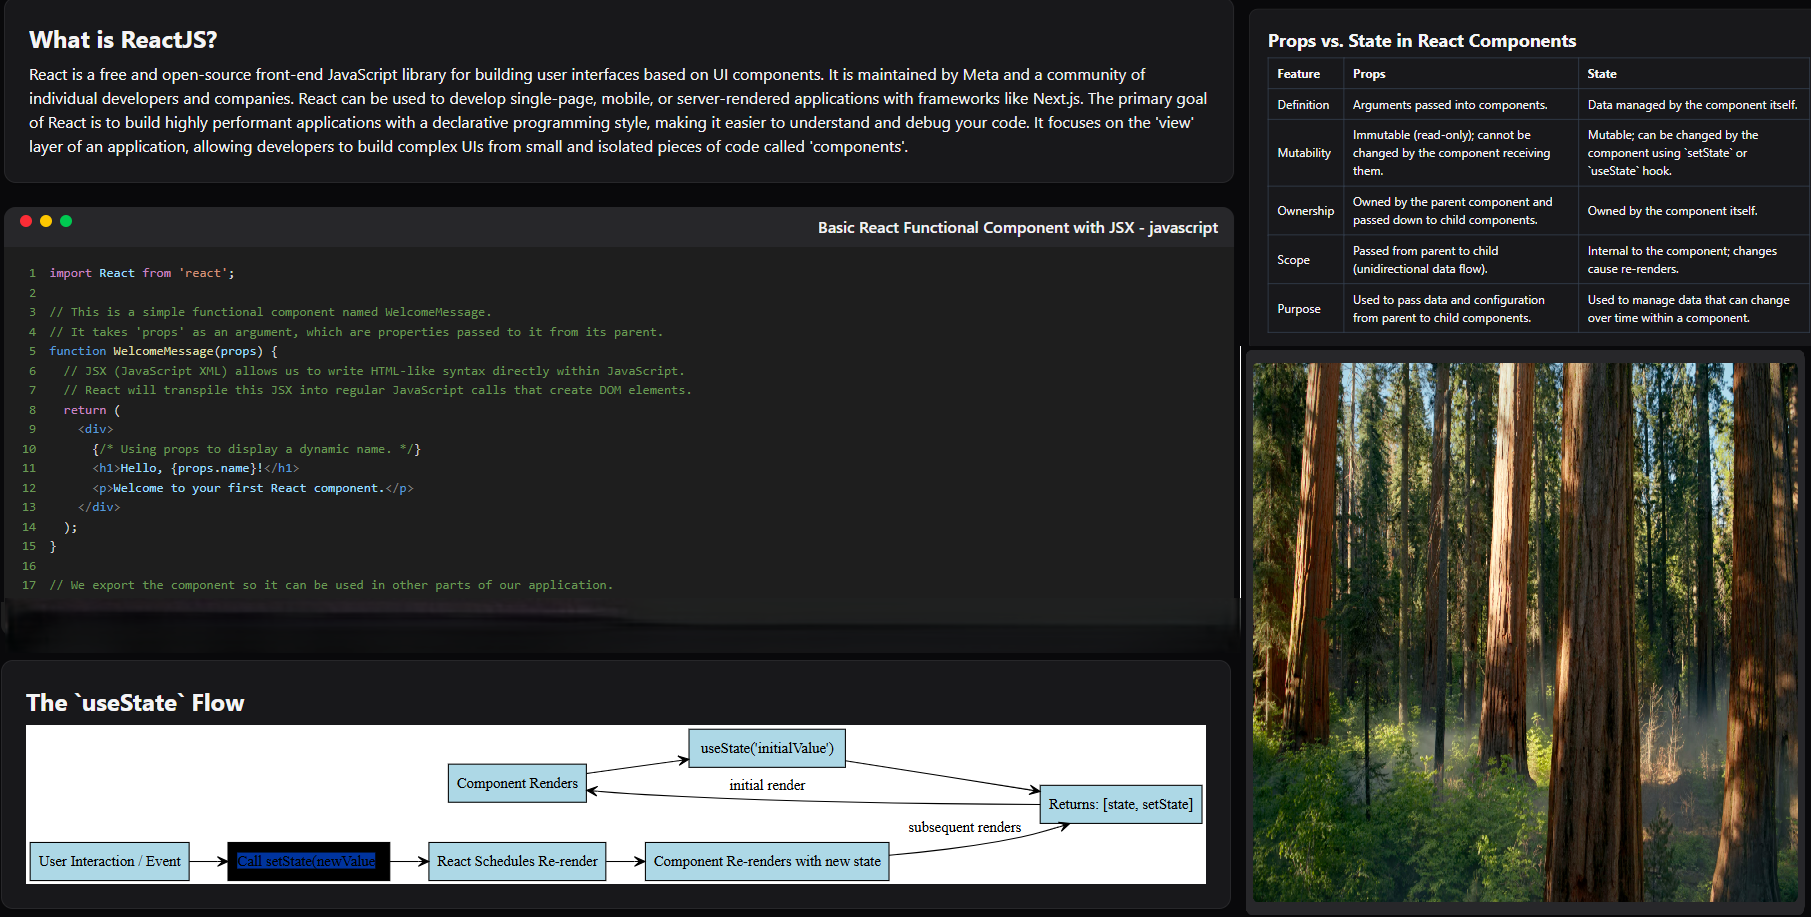 What is ReactJS?
React is a free and open-source front-end JavaScript library for building user interfaces based on UI components. It is maintained by Meta and a community of
individual developers and companies. React can be used to develop single-page, mobile, or server-rendered applications with frameworks like Next.js. The primary goal
of React is to build highly performant applications with a declarative programming style, making it easier to understand and debug your code. It focuses on the 'view'
layer of an application, allowing developers to build complex UIs from small and isolated pieces of code called 'components'.
Basic React Functional Component with JSX - javascript
1 import React from 'react';
2
3 // This is a simple functional component named WelcomeMessage.
4 // It takes 'props' as an argument, which are properties passed to it from its parent.
5 function WelcomeMessage(props) {
6 // JSX (JavaScript XML) allows us to write HTML-like syntax directly within JavaScript.
7 // React will transpile this JSX into regular JavaScript calls that create DOM elements.
8 return (
9 <div>
10 {/* Using props to display a dynamic name. */}
11 <h1>Hello, {props.name}!</h1>
12 <p>Welcome to your first React component.</p>
13 </div>
14 );
15 }
16
17 // We export the component so it can be used in other parts of our application.
The `useState` Flow
useState('initialValue')
Component Renders
initial render
Returns: [state, setState]
subsequent renders
User Interaction / Event
Call setState(newValue
React Schedules Re-render
Component Re-renders with new state
Props vs. State in React Components
Feature Props State
Definition Arguments passed into components. Data managed by the component itself.
Mutability
Immutable (read-only); cannot be
changed by the component receiving
them.
Mutable; can be changed by the
component using `setState` or
`useState` hook.
Ownership
Owned by the parent component and
passed down to child components.
Owned by the component itself.
Scope
Passed from parent to child
(unidirectional data flow).
Internal to the component; changes
cause re-renders.
Purpose
Used to pass data and configuration
from parent to child components.
Used to manage data that can change
over time within a component.